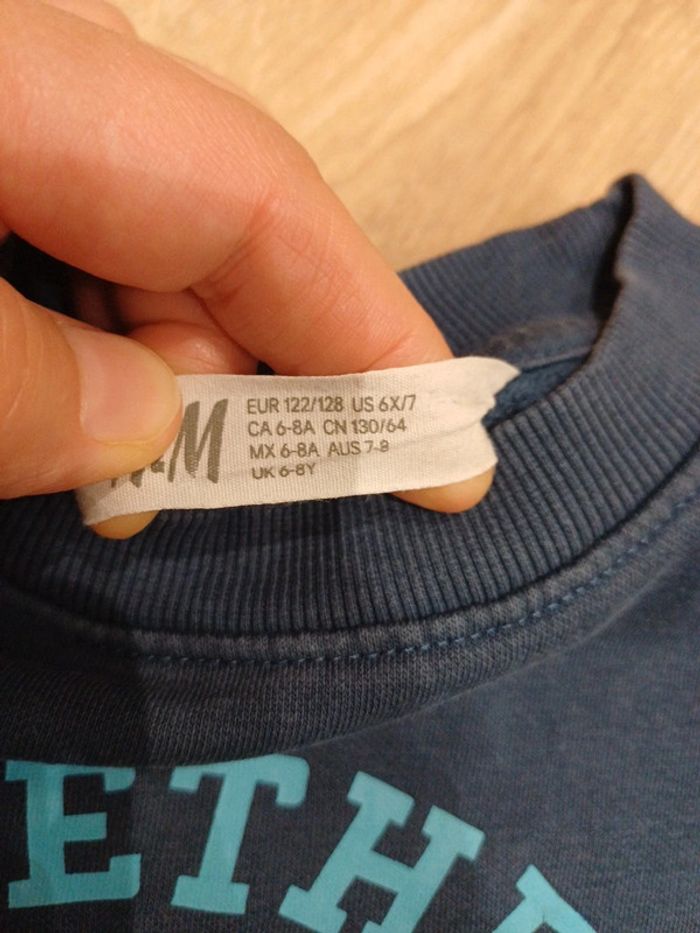 H&M
EUR 122/128 US 6X/7
CA 6-8A CN 130/64
MX 6-8A AUS 7-8
UK 6-8Y
ETH